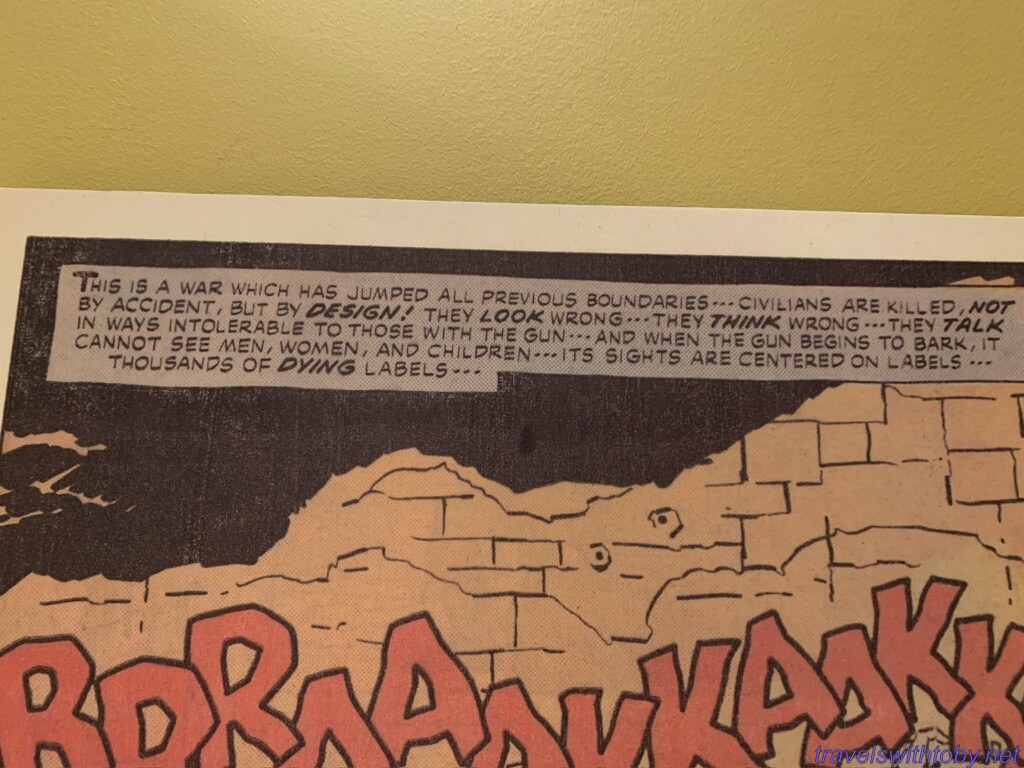 THIS IS A WAR WHICH HAS JUMPED ALL PREVIOUS BOUNDARIES--- CIVILIANS ARE KILLED, NOT
BY ACCIDENT, BUT BY DESIGN! THEY LOOK WRONG---THEY THINK WRONG---THEY TALK
IN WAYS INTOLERABLE TO THOSE WITH THE GUN---AND WHEN THE GUN BEGINS TO BARK, IT
CANNOT SEE MEN, WOMEN, AND CHILDREN---ITS SIGHTS ARE CENTERED ON LABELS ---
THOUSANDS OF DYING LABELS---
travelswithtoby.net